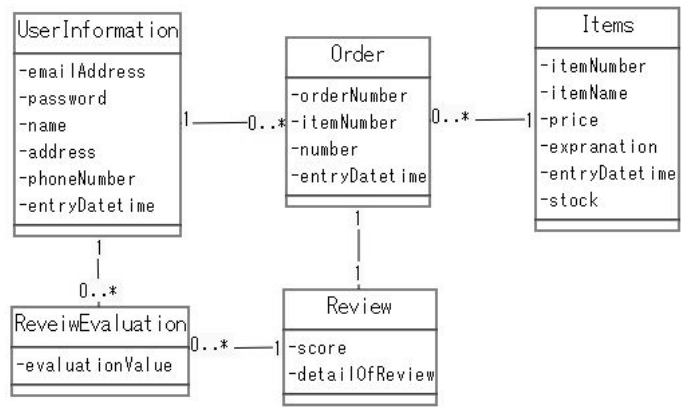 UserInformation
-emailAddress
-password
-name
-address
-phoneNumber
-entryDatetime
1
0..*
Order
-orderNumber
-itemNumber
-number
-entryDatetime
0..*
1
Items
-itemNumber
-itemName
-price
-expranation
-entryDatetime
-stock
1
0..*
1
1
ReveiwEvaluation
-evaluationValue
0..*
1
Review
-score
-detailOfReview